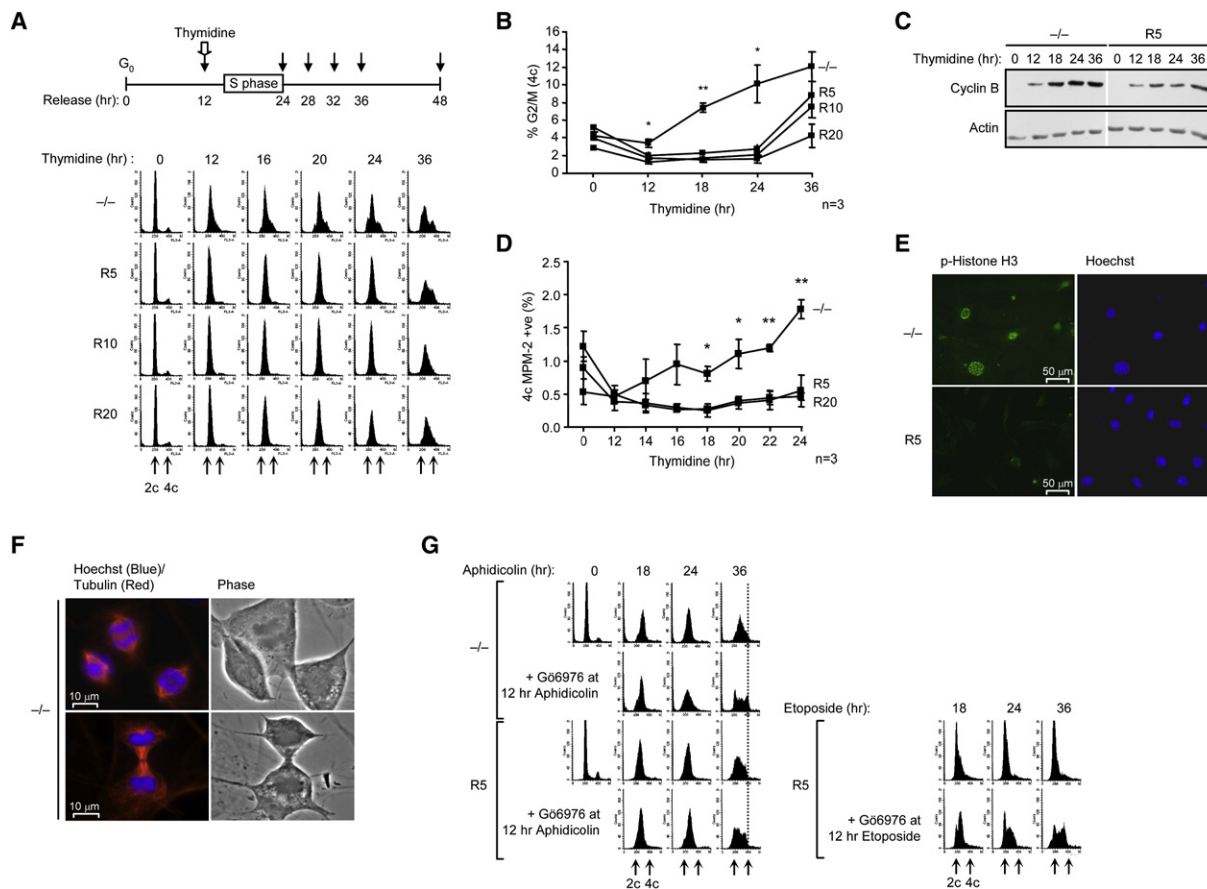 A
Thymidine
G0
S phase
Release (hr): 0 12 24 28 32 36 48
Thymidine (hr) : 0 12 16 20 24 36
–/–
R5
R10
R20
2c 4c
B
% G2/M (4c)
16
14
12
10
8
6
4
2
0
* ** *
–/–
R5
R10
R20
0 12 18 24 36
Thymidine (hr)
n=3
C
–/– R5
Thymidine (hr): 0 12 18 24 36 0 12 18 24 36
Cyclin B
Actin
D
4c MPM-2 +ve (%)
2.5
2.0
1.5
1.0
0.5
0.0
* * ** **
–/–
R5
R20
0 12 14 16 18 20 22 24
Thymidine (hr)
n=3
E
p-Histone H3 Hoechst
–/–
50 μm
R5
50 μm
F
Hoechst (Blue)/
Tubulin (Red)
Phase
–/–
10 μm
10 μm
G
Aphidicolin (hr): 0 18 24 36
–/–
+ Gö6976 at
12 hr Aphidicolin
R5
+ Gö6976 at
12 hr Aphidicolin
2c 4c
Etoposide (hr): 18 24 36
R5
+ Gö6976 at
12 hr Etoposide
2c 4c